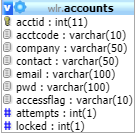 wlr.accounts
acctid : int(11)
acctcode : varchar(10)
company : varchar(50)
contact : varchar(50)
email : varchar(100)
pwd : varchar(100)
accessflag : varchar(10)
# attempts : int(1)
# locked : int(1)